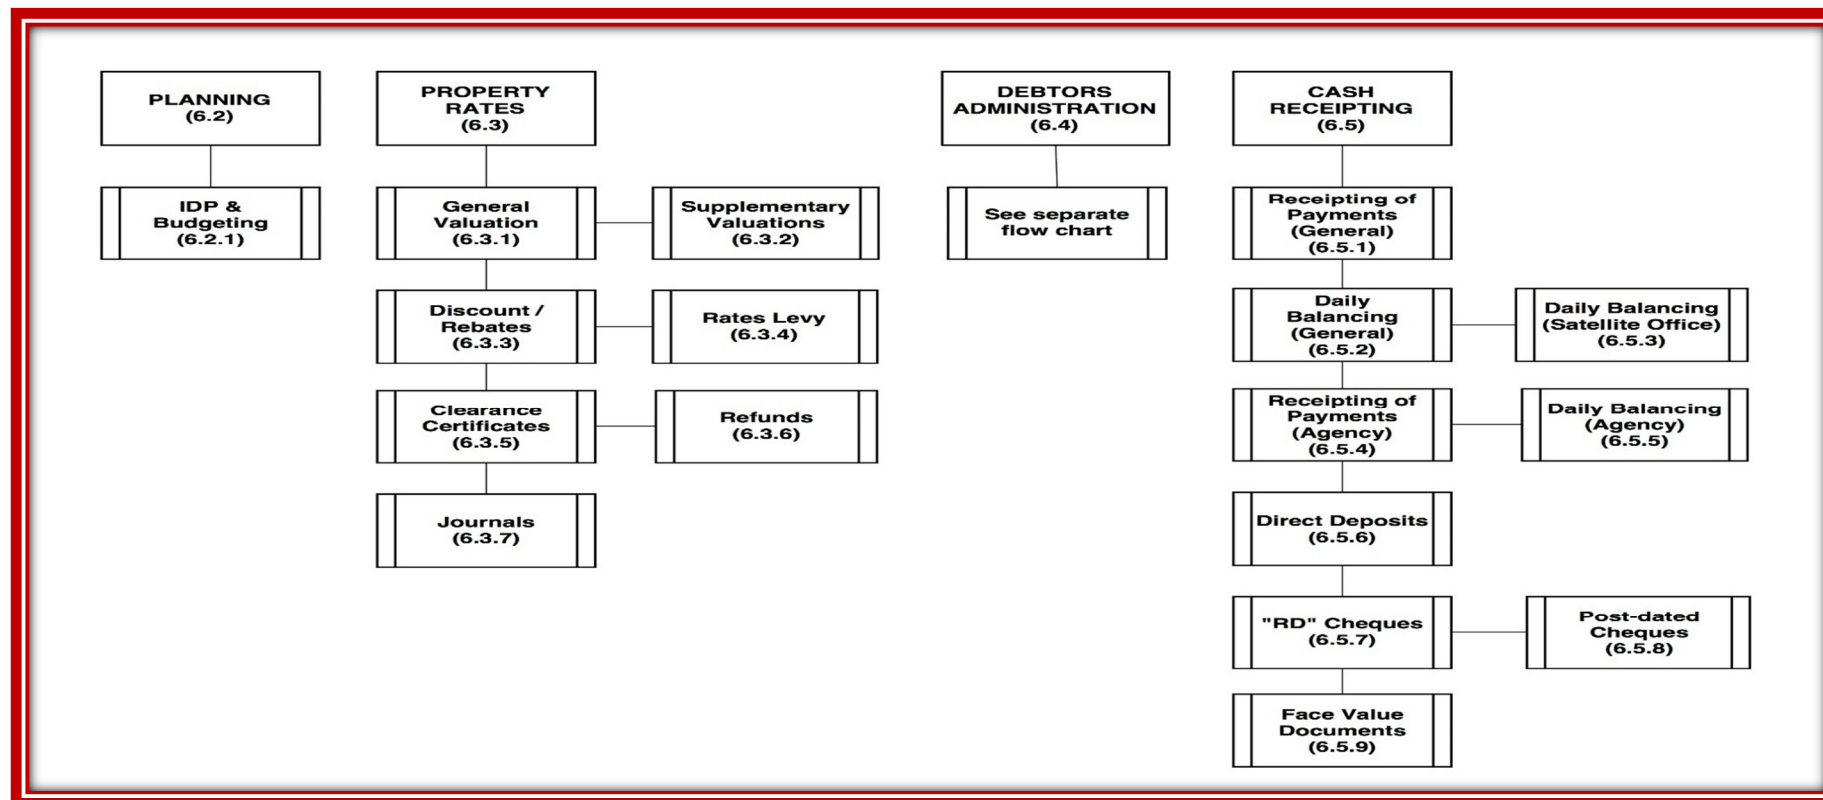 PLANNING
(6.2)
IDP &
Budgeting
(6.2.1)
PROPERTY
RATES
(6.3)
General
Valuation
(6.3.1)
Supplementary
Valuations
(6.3.2)
Discount /
Rebates
(6.3.3)
Rates Levy
(6.3.4)
Clearance
Certificates
(6.3.5)
Refunds
(6.3.6)
Journals
(6.3.7)
DEBTORS
ADMINISTRATION
(6.4)
See separate
flow chart
CASH
RECEIPTING
(6.5)
Receipting of
Payments
(General)
(6.5.1)
Daily
Balancing
(General)
(6.5.2)
Daily Balancing
(Satellite Office)
(6.5.3)
Receipting of
Payments
(Agency)
(6.5.4)
Daily Balancing
(Agency)
(6.5.5)
Direct Deposits
(6.5.6)
"RD" Cheques
(6.5.7)
Post-dated
Cheques
(6.5.8)
Face Value
Documents
(6.5.9)